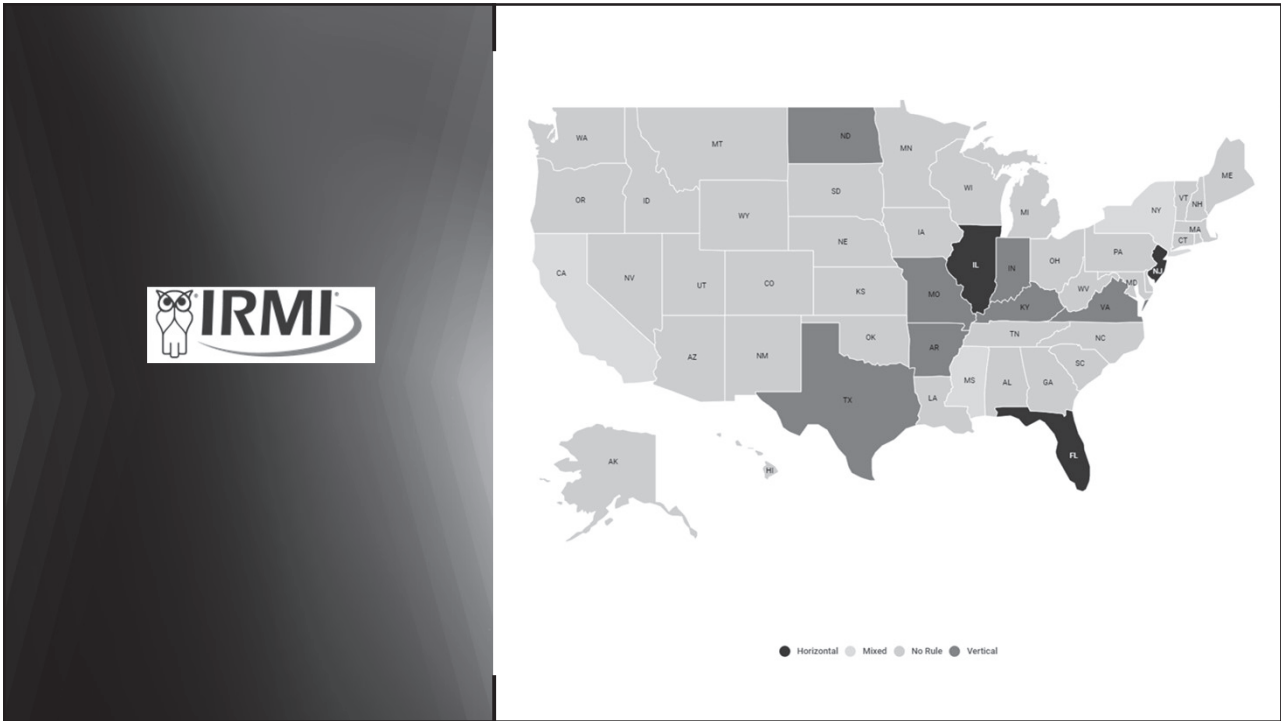 IRMI
WA
MT
ND
MN
ME
OR
ID
SD
WI
MI
NY
VT
NH
WY
IA
MA
CT
CA
NV
UT
CO
NE
KS
IL
IN
OH
PA
NJ
MD
WV
VA
MO
KY
AZ
NM
OK
AR
TN
NC
SC
TX
LA
MS
AL
GA
FL
AK
HI
Horizontal Mixed No Rule Vertical